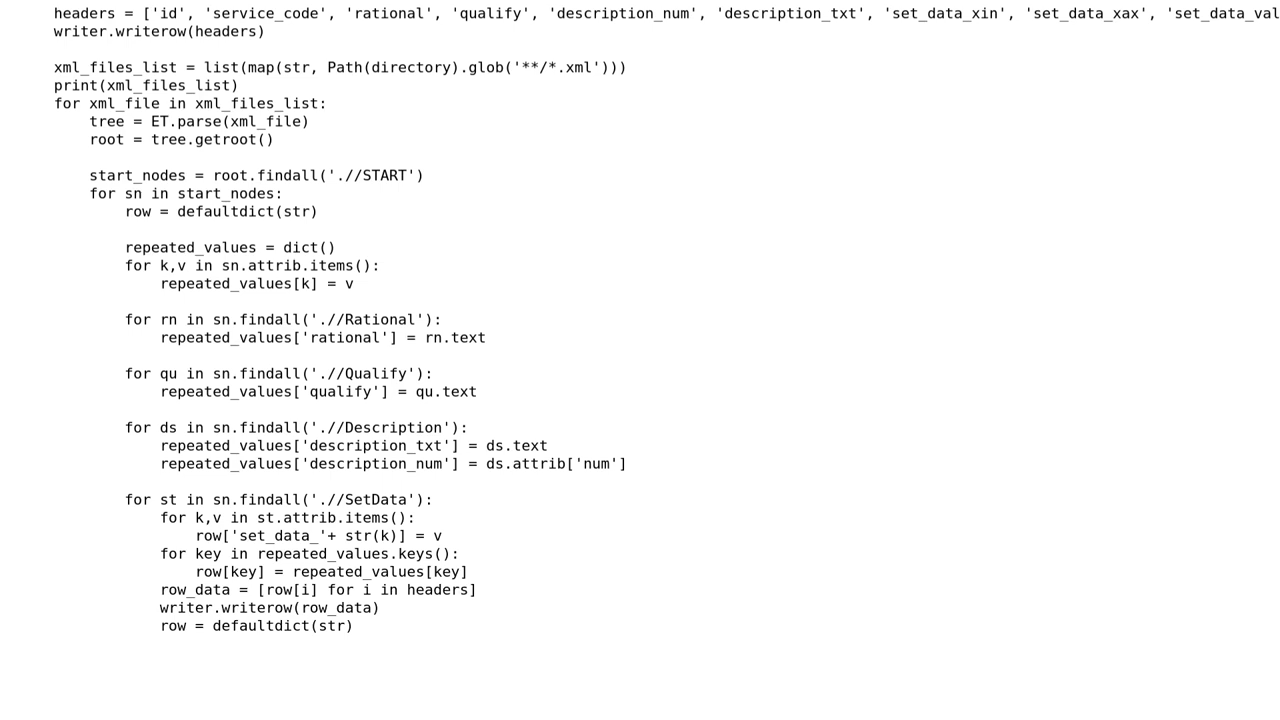 headers = ['id', 'service_code', 'rational', 'qualify', 'description_num', 'description_txt', 'set_data_xin', 'set_data_xax', 'set_data_val
writer.writerow(headers)
xml_files_list = list(map(str, Path(directory).glob('**/*.xml')))
print(xml_files_list)
for xml_file in xml_files_list:
    tree = ET.parse(xml_file)
    root = tree.getroot()
    start_nodes = root.findall('.//START')
    for sn in start_nodes:
        row = defaultdict(str)
        repeated_values = dict()
        for k,v in sn.attrib.items():
            repeated_values[k] = v
        for rn in sn.findall('.//Rational'):
            repeated_values['rational'] = rn.text
        for qu in sn.findall('.//Qualify'):
            repeated_values['qualify'] = qu.text
        for ds in sn.findall('.//Description'):
            repeated_values['description_txt'] = ds.text
            repeated_values['description_num'] = ds.attrib['num']
        for st in sn.findall('.//SetData'):
            for k,v in st.attrib.items():
                row['set_data_'+ str(k)] = v
            for key in repeated_values.keys():
                row[key] = repeated_values[key]
            row_data = [row[i] for i in headers]
            writer.writerow(row_data)
            row = defaultdict(str)